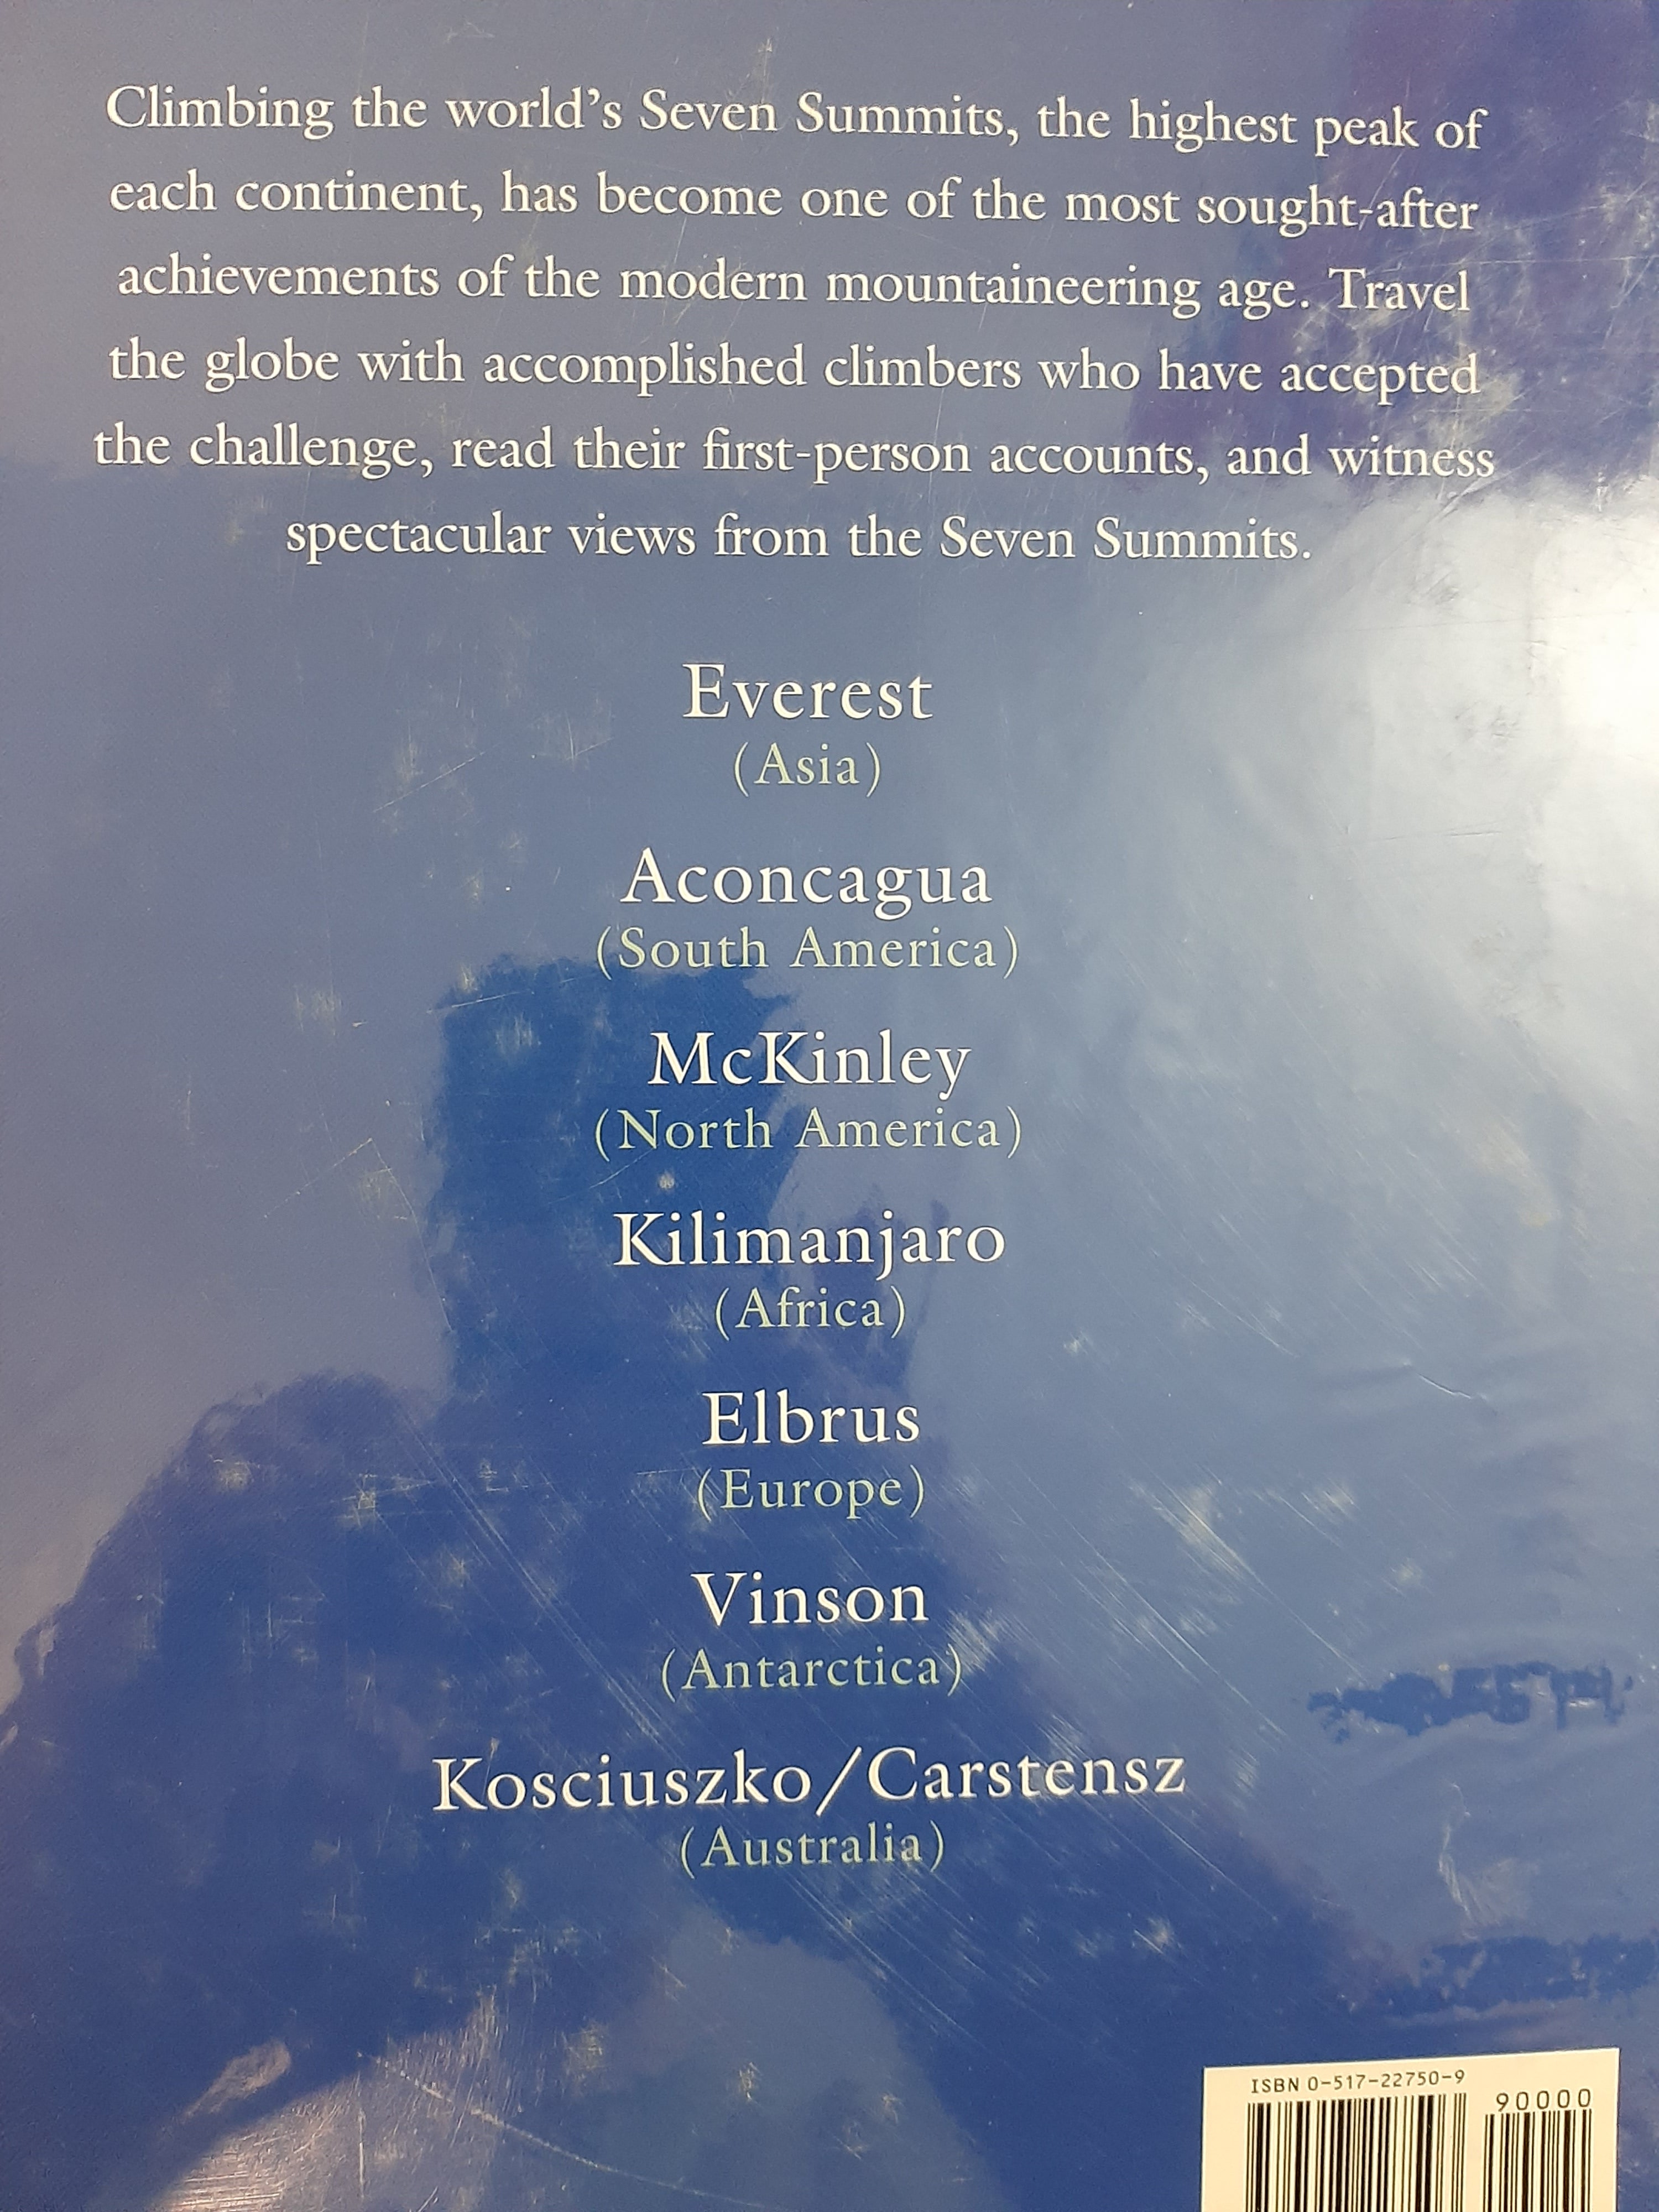 Climbing the world’s Seven Summits, the highest peak of
each continent, has become one of the most sought-after
achievements of the modern mountaineering age. Travel
the globe with accomplished climbers who have accepted
the challenge, read their first-person accounts, and witness
spectacular views from the Seven Summits.
Everest
(Asia)
Aconcagua
(South America)
McKinley
(North America)
Kilimanjaro
(Africa)
Elbrus
(Europe)
Vinson
(Antarctica)
Kosciuszko/Carstensz
(Australia)
ISBN 0-517-22750-9
90000